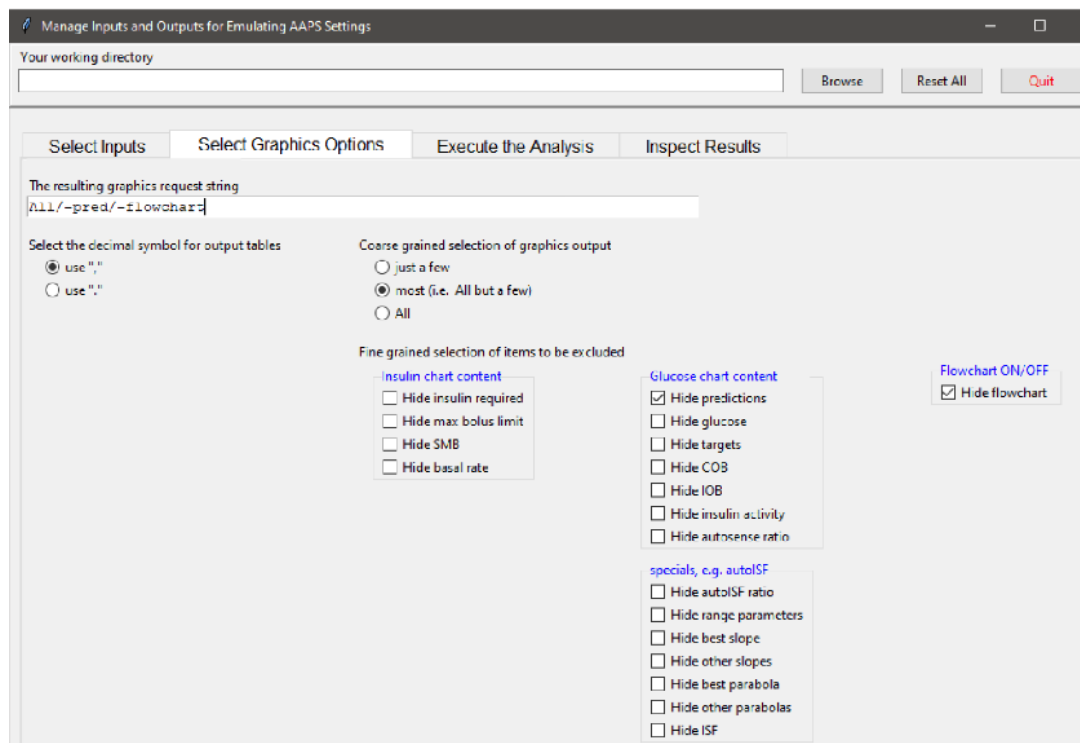 Manage Inputs and Outputs for Emulating AAPS Settings
Your working directory
Browse
Reset All
Quit
Select Inputs
Select Graphics Options
Execute the Analysis
Inspect Results
The resulting graphics request string
All/-pred/-flowchart
Select the decimal symbol for output tables
use ","
use "."
Coarse grained selection of graphics output
just a few
most (i.e. All but a few)
All
Fine grained selection of items to be excluded
Insulin chart content
Hide insulin required
Hide max bolus limit
Hide SMB
Hide basal rate
Glucose chart content
Hide predictions
Hide glucose
Hide targets
Hide COB
Hide IOB
Hide insulin activity
Hide autosense ratio
Flowchart ON/OFF
Hide flowchart
specials, e.g. autoISF
Hide autoISF ratio
Hide range parameters
Hide best slope
Hide other slopes
Hide best parabola
Hide other parabolas
Hide ISF